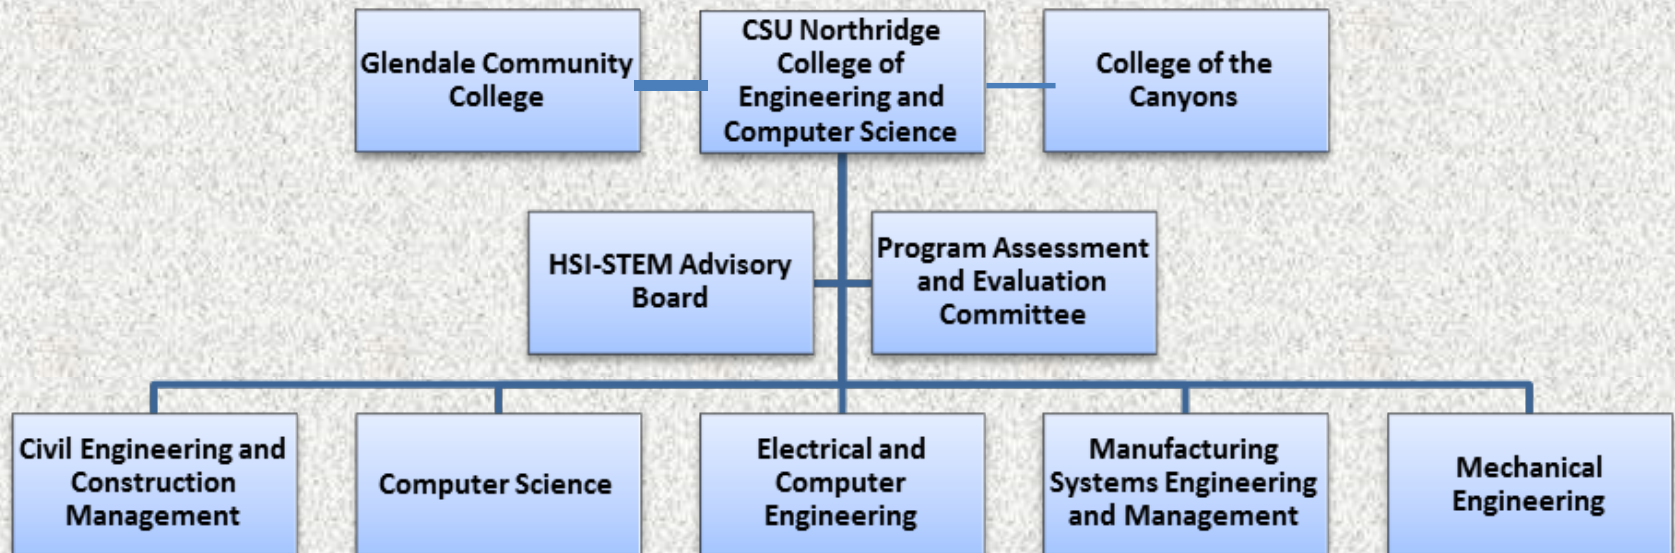 Glendale Community
College
CSU Northridge
College of
Engineering and
Computer Science
College of the
Canyons
HSI-STEM Advisory
Board
Program Assessment
and Evaluation
Committee
Civil Engineering and
Construction
Management
Computer Science
Electrical and
Computer
Engineering
Manufacturing
Systems Engineering
and Management
Mechanical
Engineering